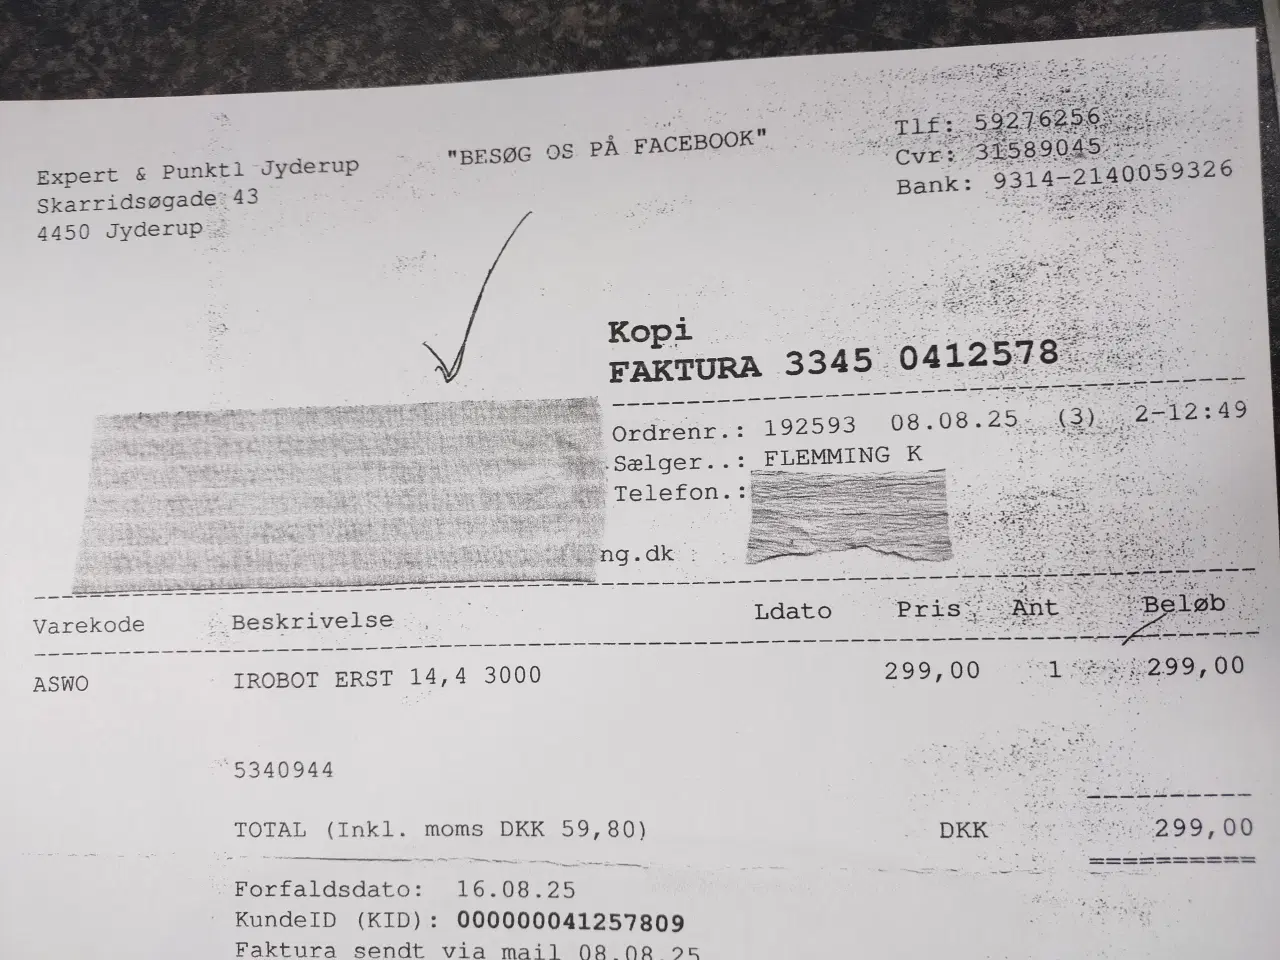 Expert & Punktl Jyderup
Skarridsøgade 43
4450 Jyderup
"BESØG OS PÅ FACEBOOK"
Tlf: 59276256
Cvr: 31589045
Bank: 9314-2140059326
Kopi
FAKTURA 3345 0412578
Ordrenr.: 192593 08.08.25 (3) 2-12:49
Sælger..: FLEMMING K
Telefon.:
ng.dk
Varekode Beskrivelse Ldato Pris Ant Beløb
ASWO IROBOT ERST 14,4 3000 299,00 1 299,00
5340944
TOTAL (Inkl. moms DKK 59,80) DKK 299,00
Forfaldsdato: 16.08.25
KundeID (KID): 000000041257809
Faktura sendt via mail 08.08.25